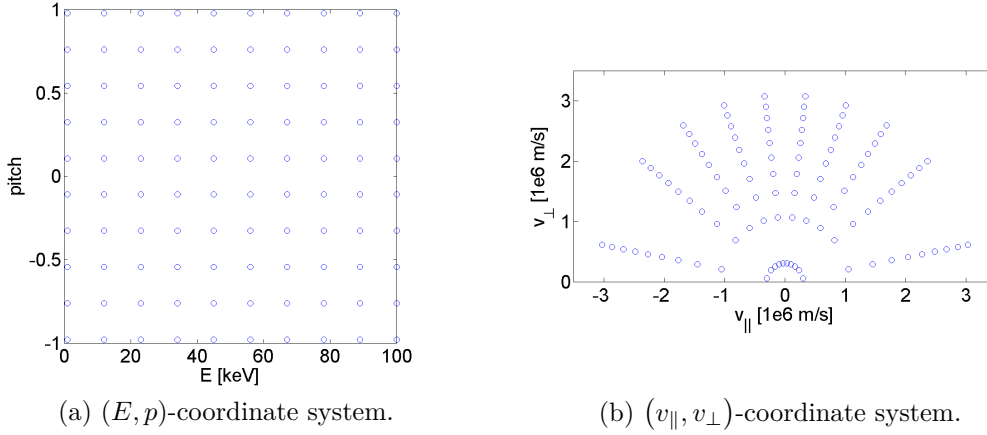 1
0.5
0
-0.5
-1
pitch
0 20 40 60 80 100
E [keV]
(a) (E, p)-coordinate system.
3
2
1
0
v⊥ [1e6 m/s]
-3 -2 -1 0 1 2 3
v|| [1e6 m/s]
(b) (v∥, v⊥)-coordinate system.